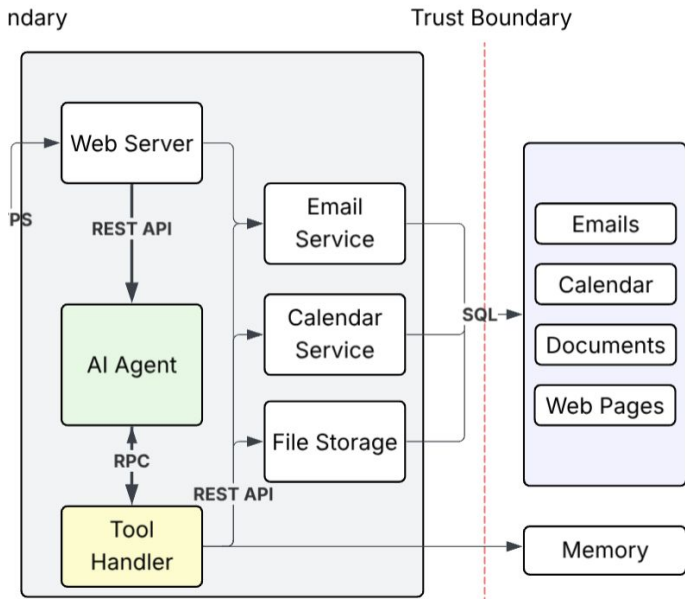 ndary
Trust Boundary
Web Server
PS
REST API
Email
Service
Emails
Calendar
SQL
Calendar
Service
AI Agent
Documents
Web Pages
File Storage
RPC
REST API
Tool
Handler
Memory